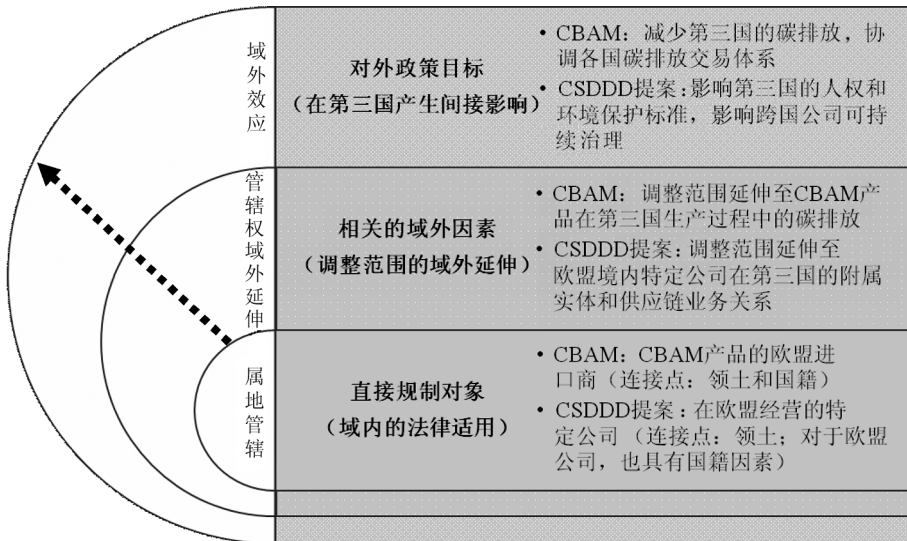 域外效应
对外政策目标
（在第三国产生间接影响）
• CBAM：减少第三国的碳排放，协
调各国碳排放交易体系
• CSDDD提案：影响第三国的人权和
环境保护标准，影响跨国公司可持
续治理
管辖权域外延伸
相关的域外因素
（调整范围的域外延伸）
• CBAM：调整范围延伸至CBAM产
品在第三国生产过程中的碳排放
• CSDDD提案：调整范围延伸至
欧盟境内特定公司在第三国的附属
实体和供应链业务关系
属地管辖
直接规制对象
（域内的法律适用）
• CBAM：CBAM产品的欧盟进
口商（连接点：领土和国籍）
• CSDDD提案：在欧盟经营的特
定公司（连接点：领土；对于欧盟
公司，也具有国籍因素）